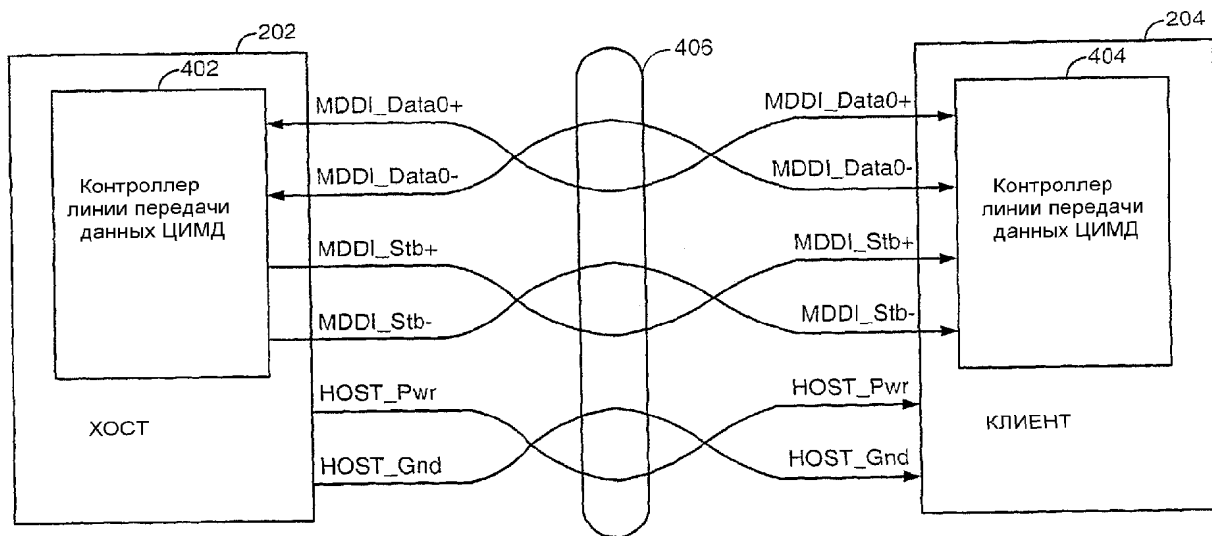 202
402
Контроллер
линии передачи
данных ЦИМД
ХОСТ
MDDI_Data0+
MDDI_Data0-
MDDI_Stb+
MDDI_Stb-
HOST_Pwr
HOST_Gnd
406
MDDI_Data0+
MDDI_Data0-
MDDI_Stb+
MDDI_Stb-
HOST_Pwr
HOST_Gnd
204
404
Контроллер
линии передачи
данных ЦИМД
КЛИЕНТ